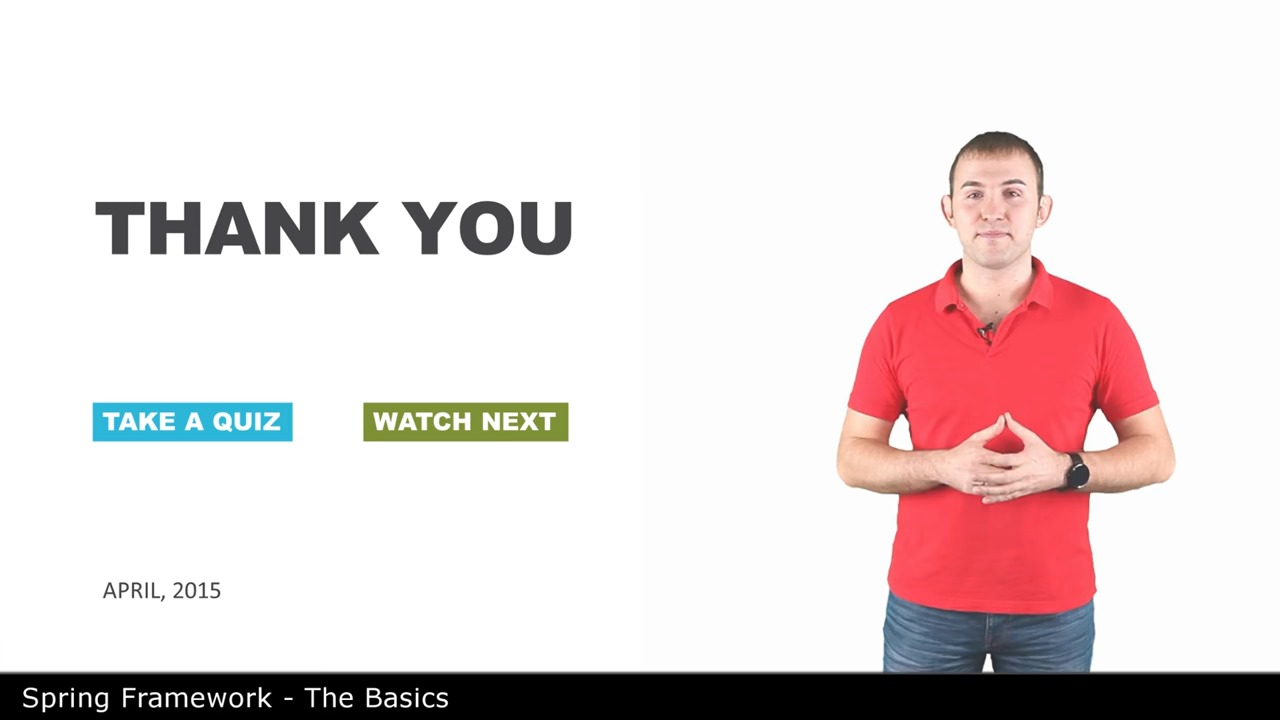 THANK YOU
TAKE A QUIZ
WATCH NEXT
APRIL, 2015
Spring Framework - The Basics